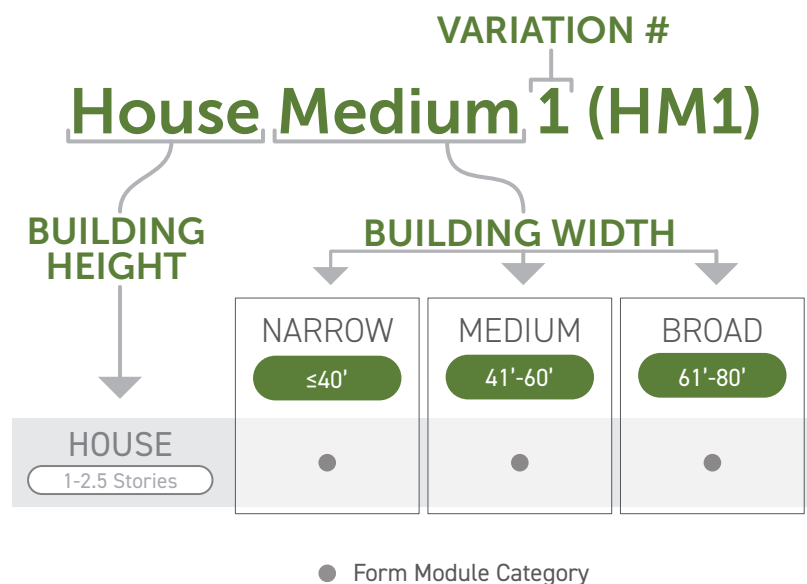 VARIATION #
House Medium 1 (HM1)
BUILDING
HEIGHT
BUILDING WIDTH
NARROW
≤40’
MEDIUM
41’-60’
BROAD
61’-80’
HOUSE
1-2.5 Stories
Form Module Category